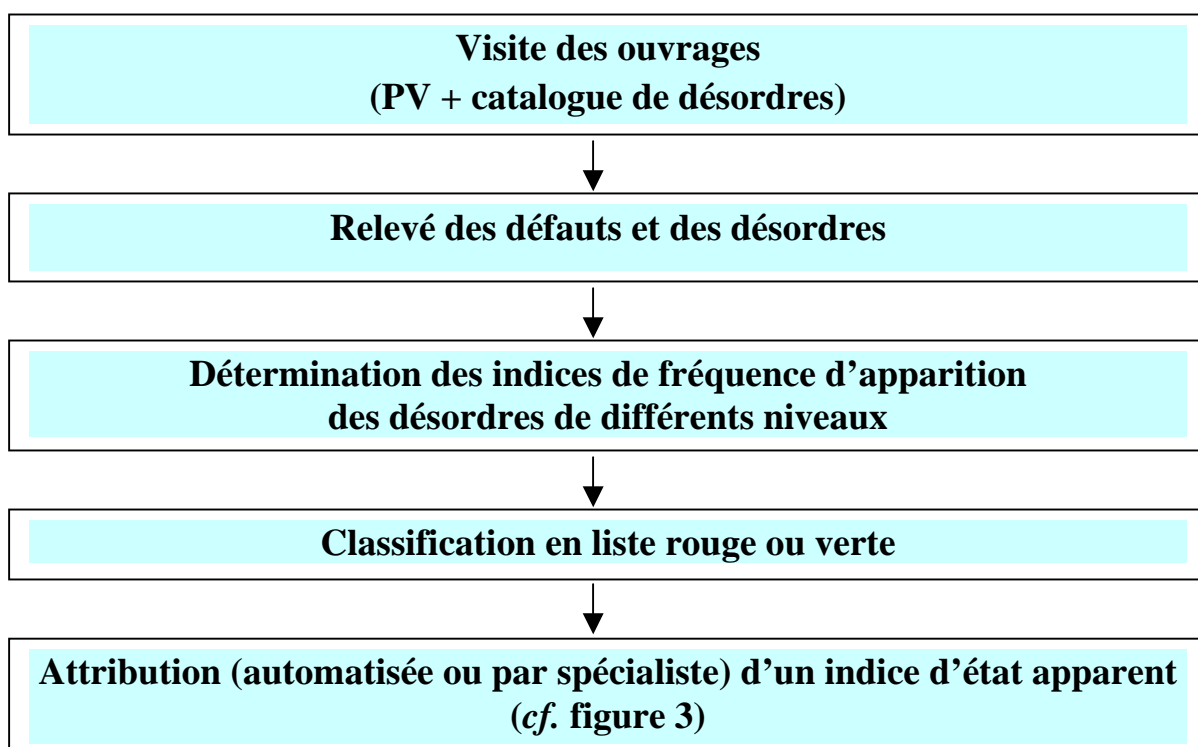 Visite des ouvrages
(PV + catalogue de désordres)
Relevé des défauts et des désordres
Détermination des indices de fréquence d’apparition
des désordres de différents niveaux
Classification en liste rouge ou verte
Attribution (automatisée ou par spécialiste) d’un indice d’état apparent
(cf. figure 3)